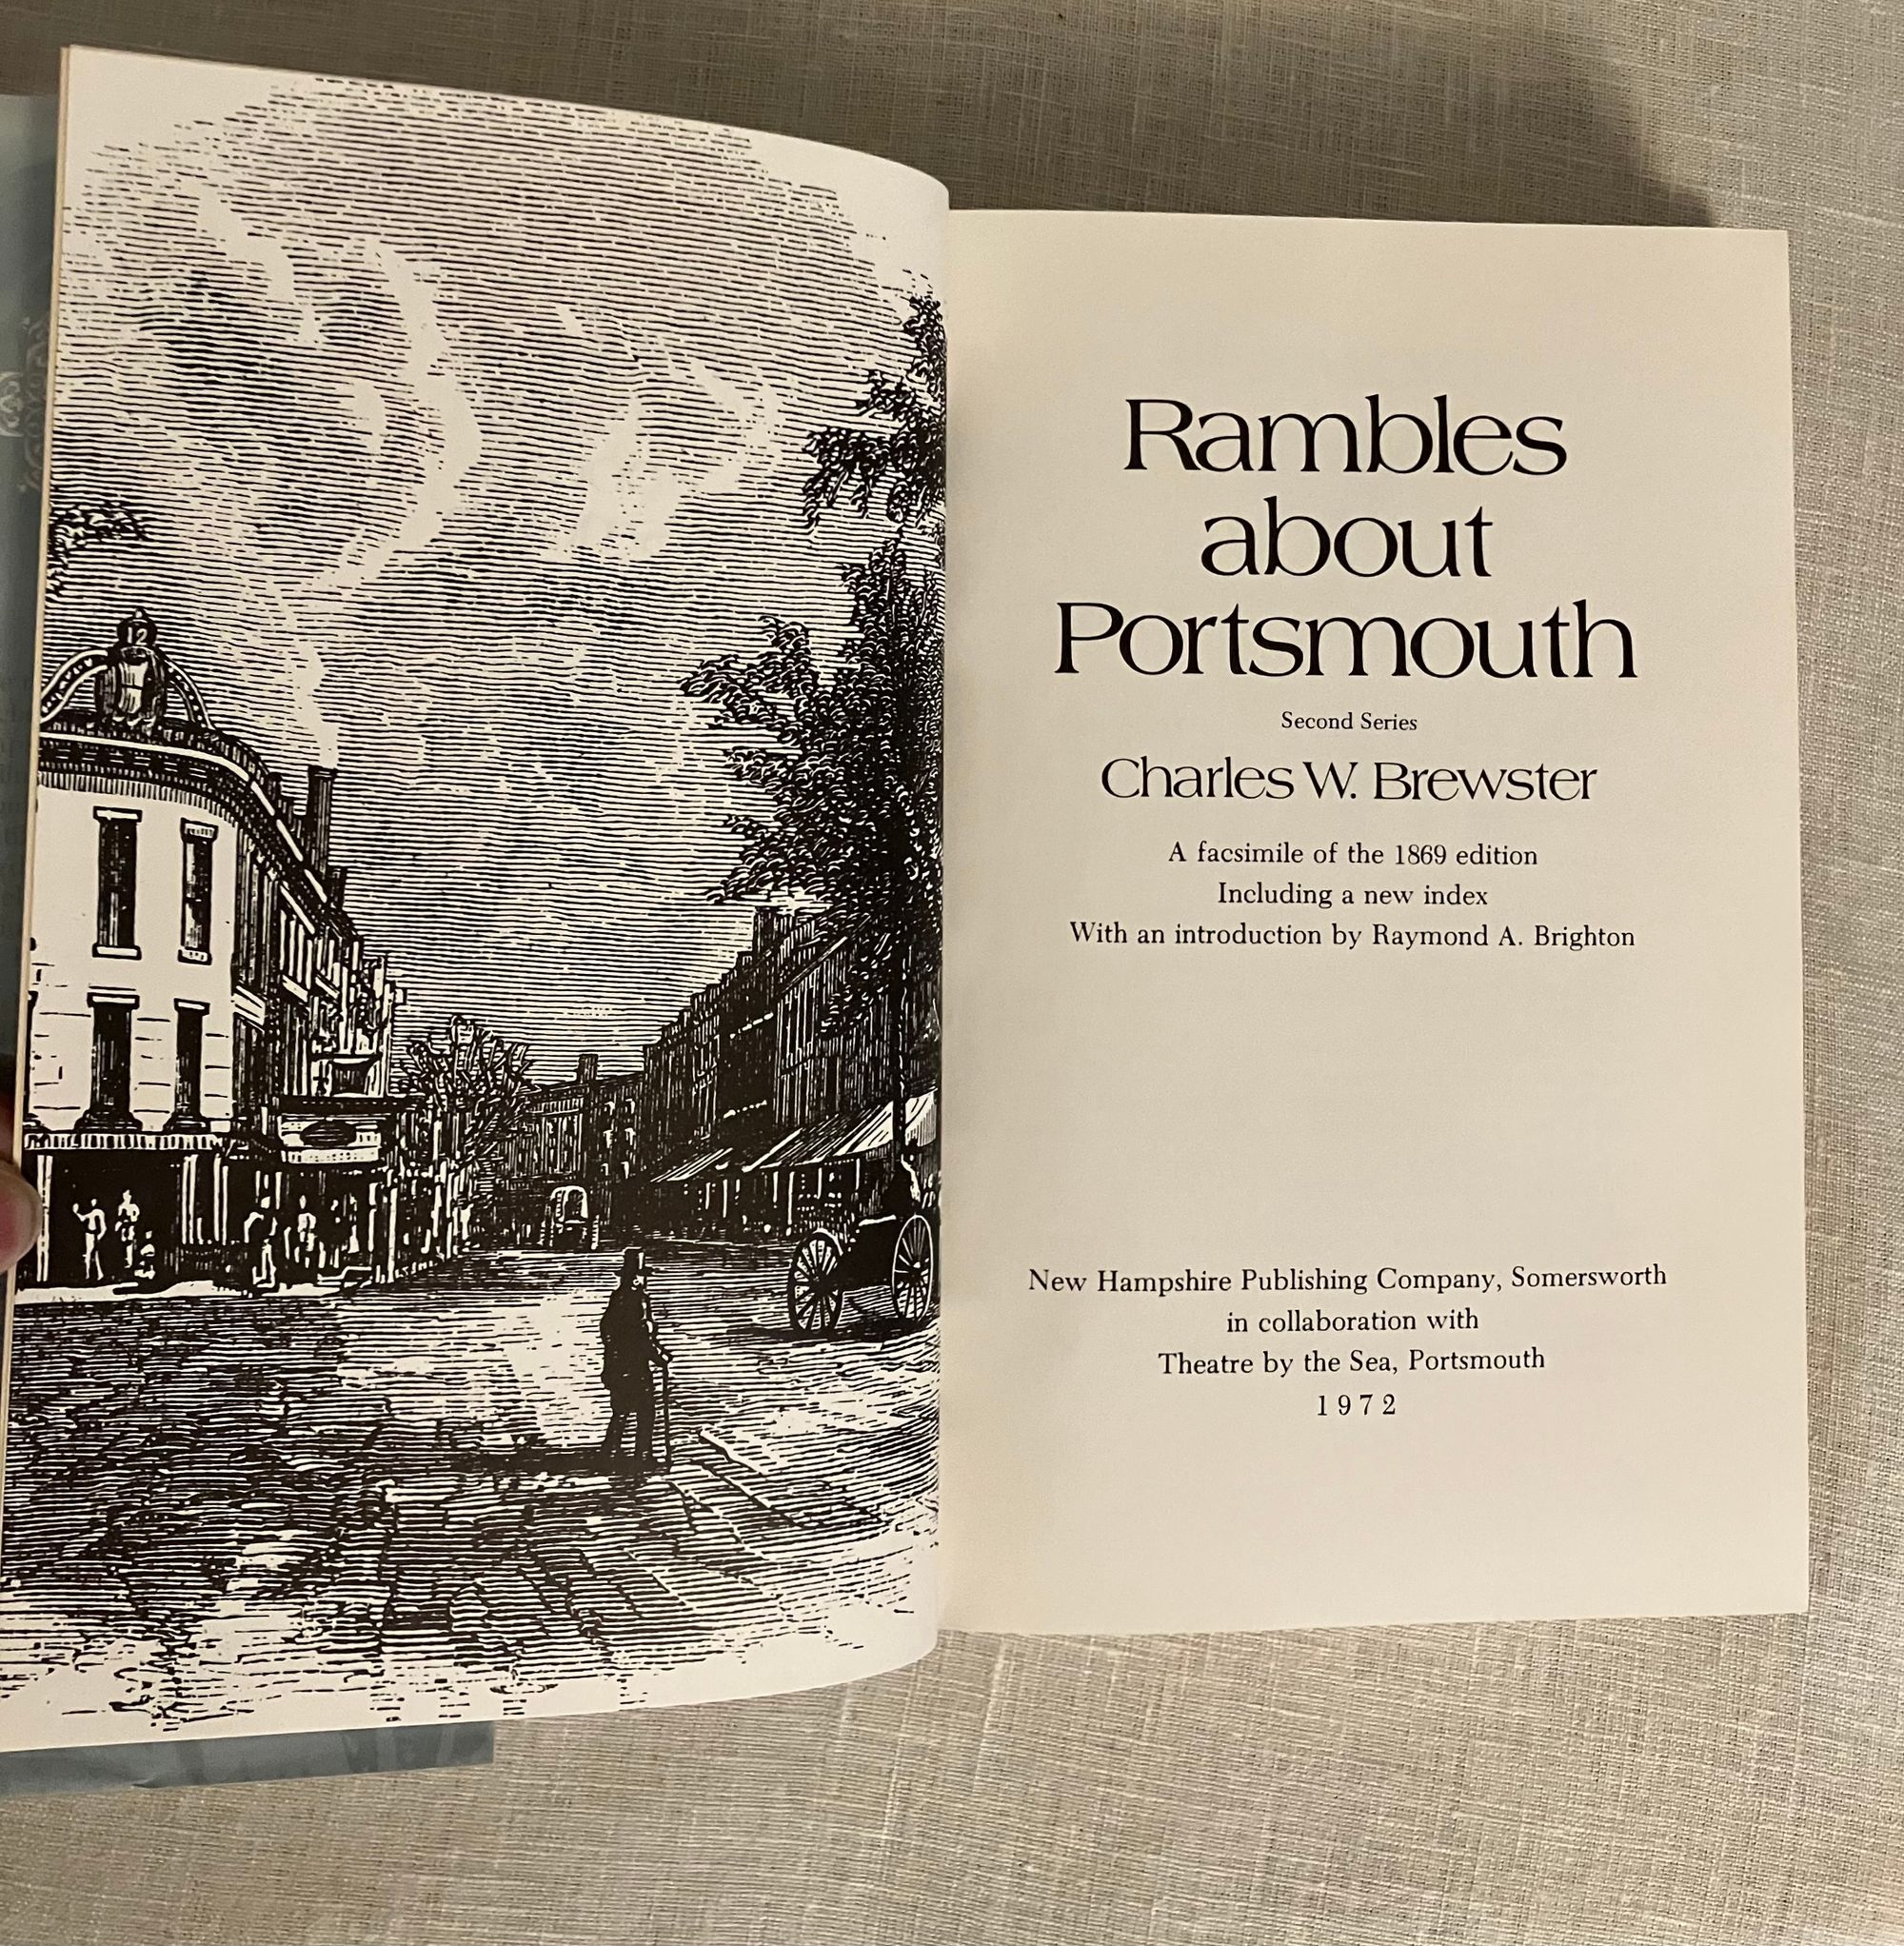 12
Rambles
about
Portsmouth
Second Series
Charles W. Brewster
A facsimile of the 1869 edition
Including a new index
With an introduction by Raymond A. Brighton
New Hampshire Publishing Company, Somersworth
in collaboration with
Theatre by the Sea, Portsmouth
1972